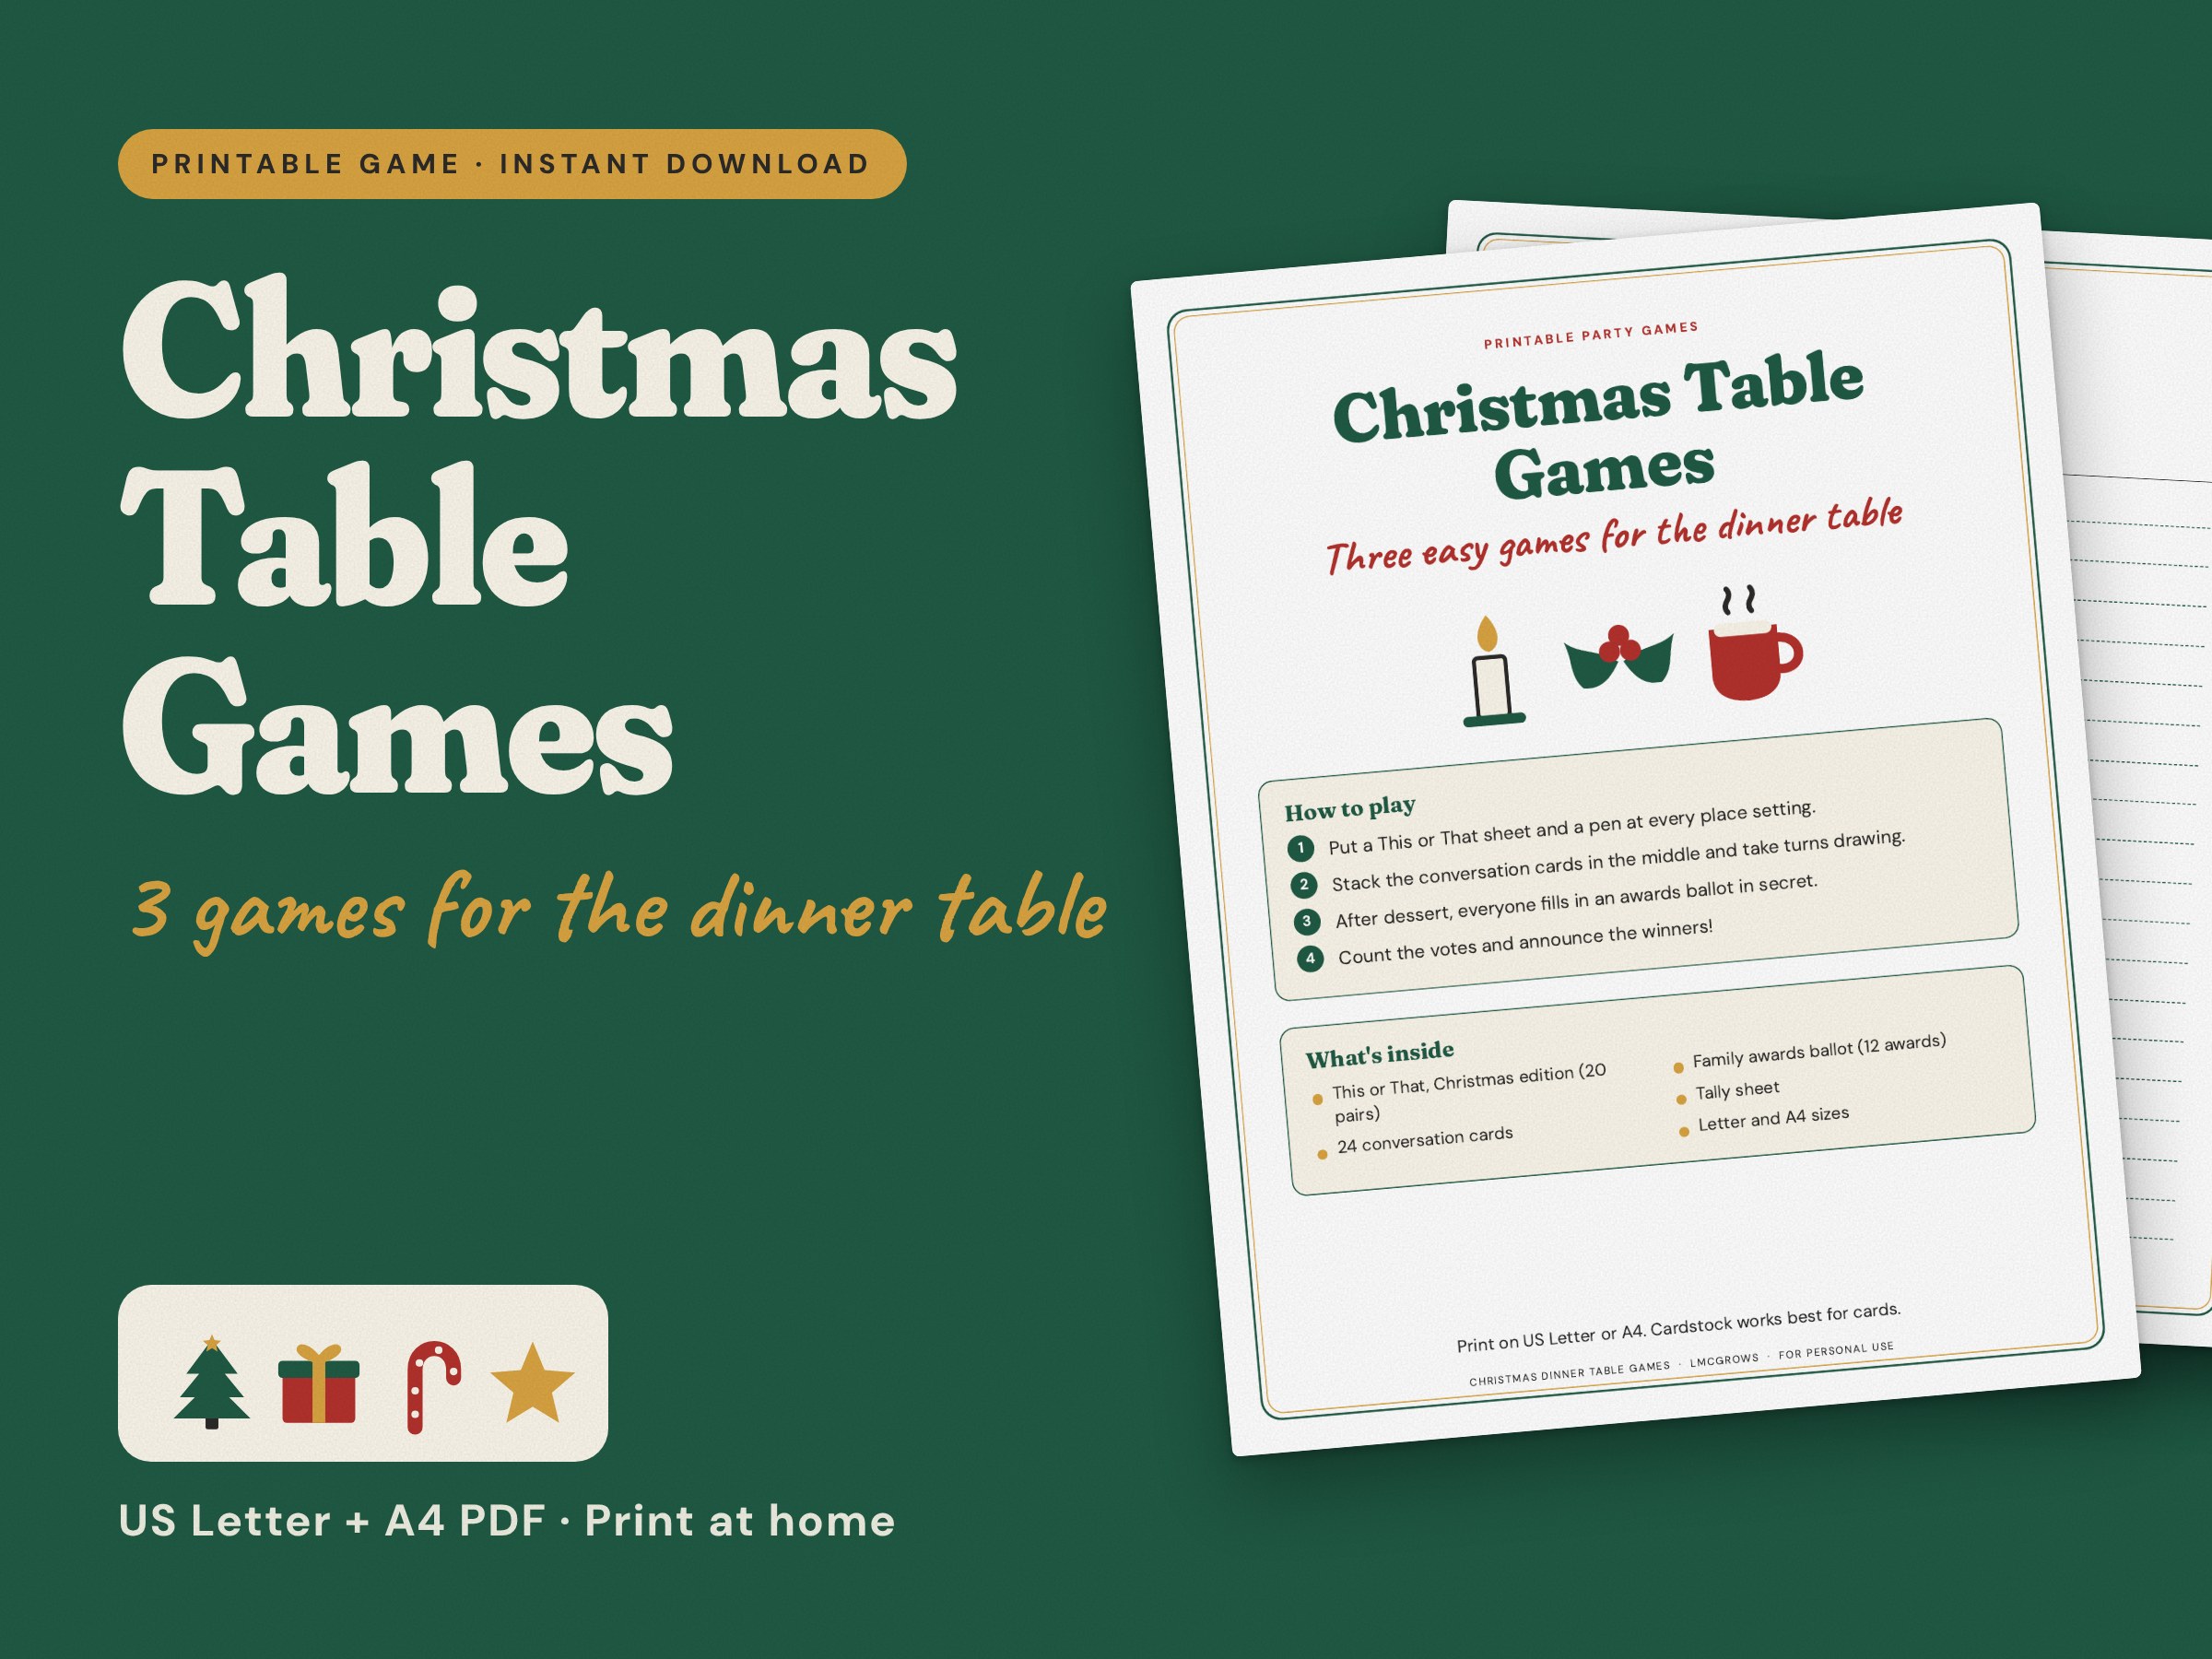 PRINTABLE GAME · INSTANT DOWNLOAD
Christmas
Table
Games
3 games for the dinner table
US Letter + A4 PDF · Print at home
PRINTABLE PARTY GAMES
Christmas Table
Games
Three easy games for the dinner table
How to play
1 Put a This or That sheet and a pen at every place setting.
2 Stack the conversation cards in the middle and take turns drawing.
3 After dessert, everyone fills in an awards ballot in secret.
4 Count the votes and announce the winners!
What's inside
This or That, Christmas edition (20
pairs)
24 conversation cards
Family awards ballot (12 awards)
Tally sheet
Letter and A4 sizes
Print on US Letter or A4. Cardstock works best for cards.
CHRISTMAS DINNER TABLE GAMES · LMCGROWS · FOR PERSONAL USE